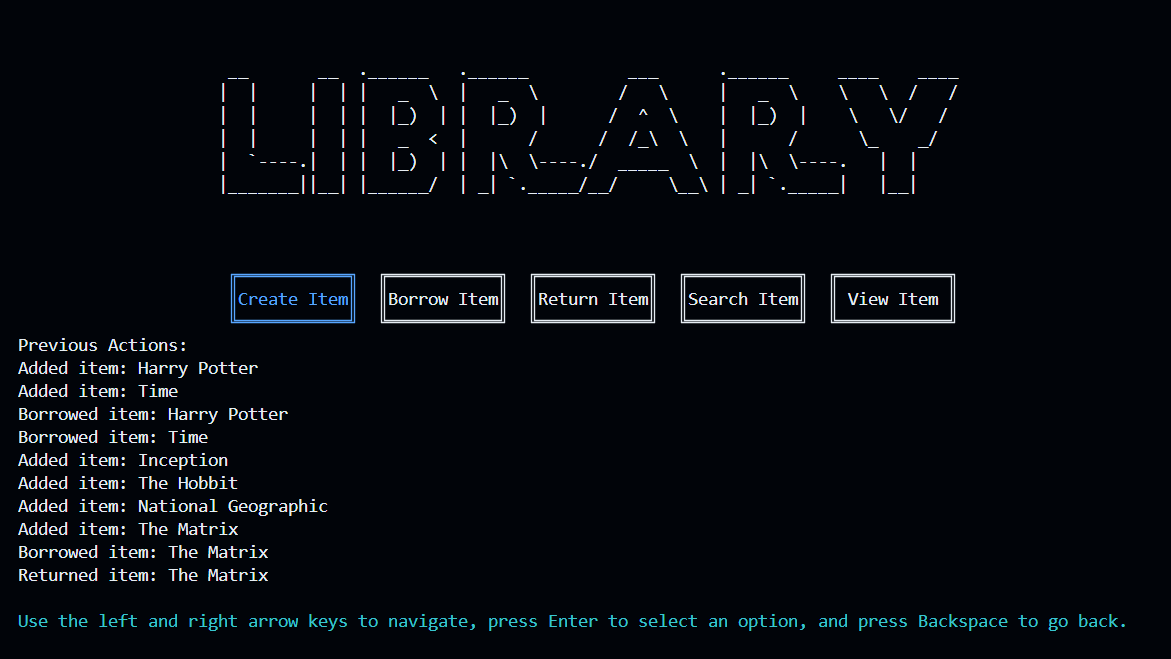 LIBRARY
Create Item Borrow Item Return Item Search Item View Item
Previous Actions:
Added item: Harry Potter
Added item: Time
Borrowed item: Harry Potter
Borrowed item: Time
Added item: Inception
Added item: The Hobbit
Added item: National Geographic
Added item: The Matrix
Borrowed item: The Matrix
Returned item: The Matrix
Use the left and right arrow keys to navigate, press Enter to select an option, and press Backspace to go back.